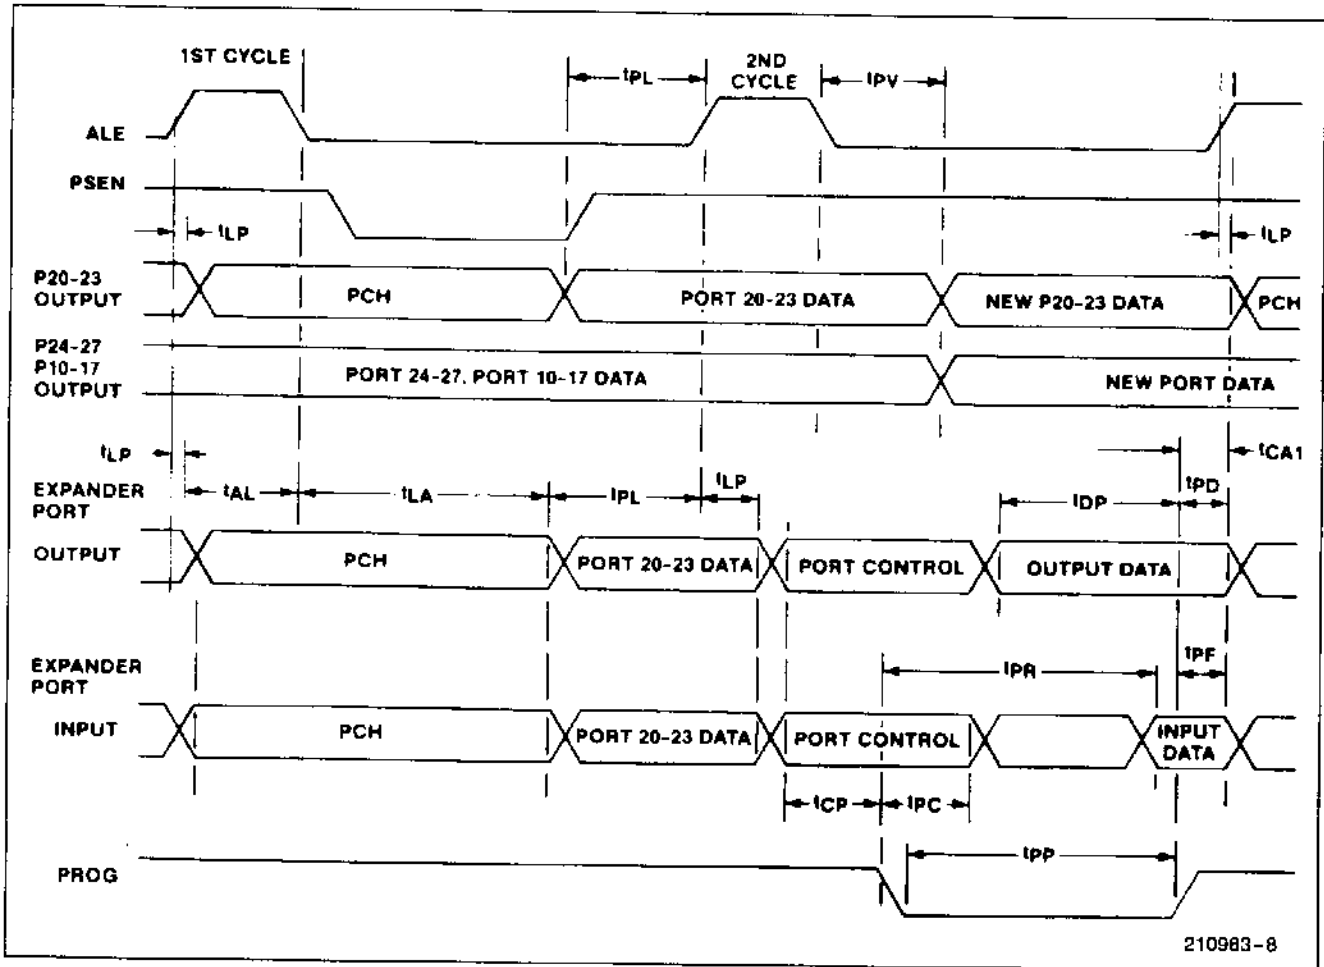 1ST CYCLE
tPL
2ND CYCLE
tPV
ALE
PSEN
tLP
tLP
P20-23 OUTPUT
PCH
PORT 20-23 DATA
NEW P20-23 DATA
PCH
P24-27
P10-17
OUTPUT
PORT 24-27, PORT 10-17 DATA
NEW PORT DATA
tLP
tCA1
EXPANDER PORT
tAL
tLA
tPL
tLP
tDP
tPD
OUTPUT
PCH
PORT 20-23 DATA
PORT CONTROL
OUTPUT DATA
EXPANDER PORT
tPR
tPF
INPUT
PCH
PORT 20-23 DATA
PORT CONTROL
INPUT DATA
tCP
tPC
PROG
tPP
210983-8